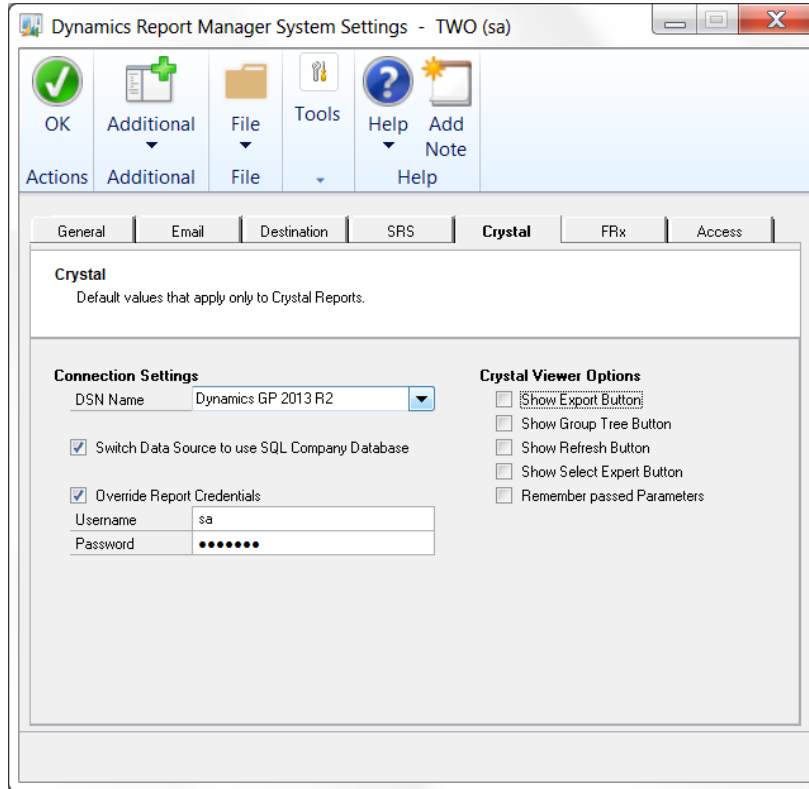 Dynamics Report Manager System Settings - TWO (sa)
OK Additional File Tools Help Add Note
Actions Additional File Help
General Email Destination SRS Crystal FRx Access
Crystal
Default values that apply only to Crystal Reports.
Connection Settings
DSN Name Dynamics GP 2013 R2
Switch Data Source to use SQL Company Database
Override Report Credentials
Username sa
Password •••••••
Crystal Viewer Options
Show Export Button
Show Group Tree Button
Show Refresh Button
Show Select Expert Button
Remember passed Parameters